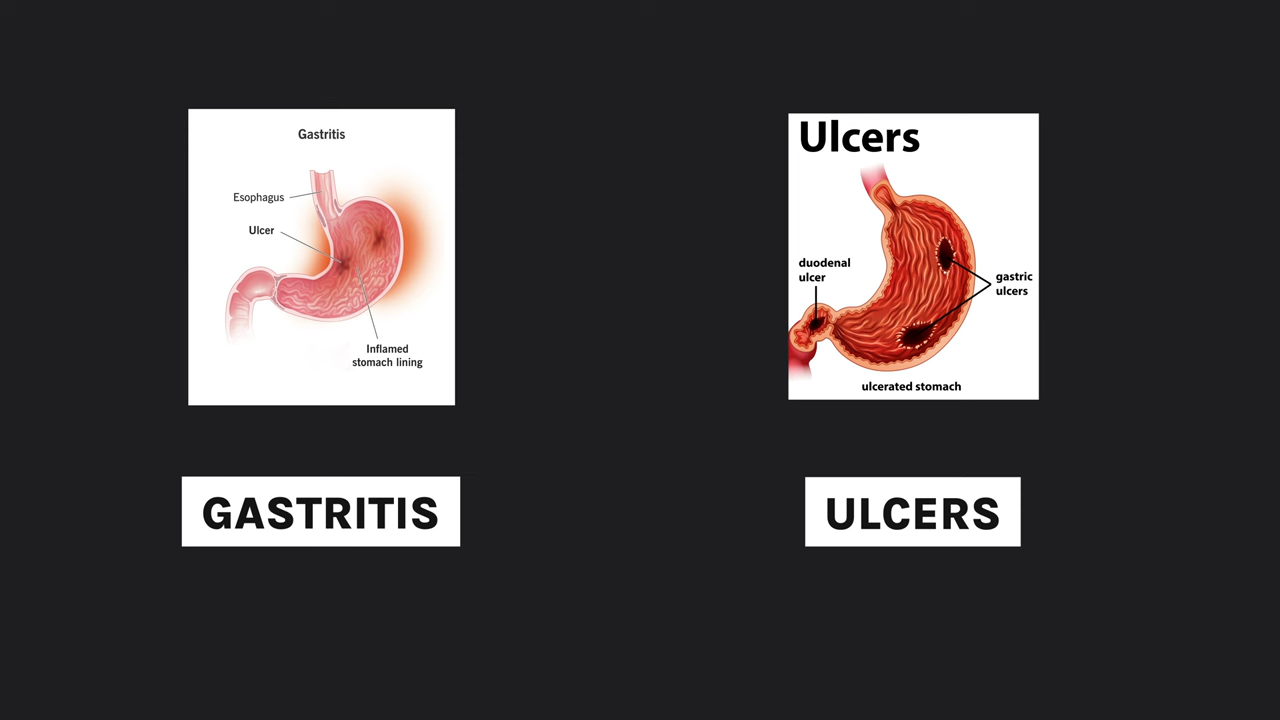 Gastritis
Esophagus
Ulcer
Inflamed
stomach lining
GASTRITIS
Ulcers
duodenal
ulcer
gastric
ulcers
ulcerated stomach
ULCERS